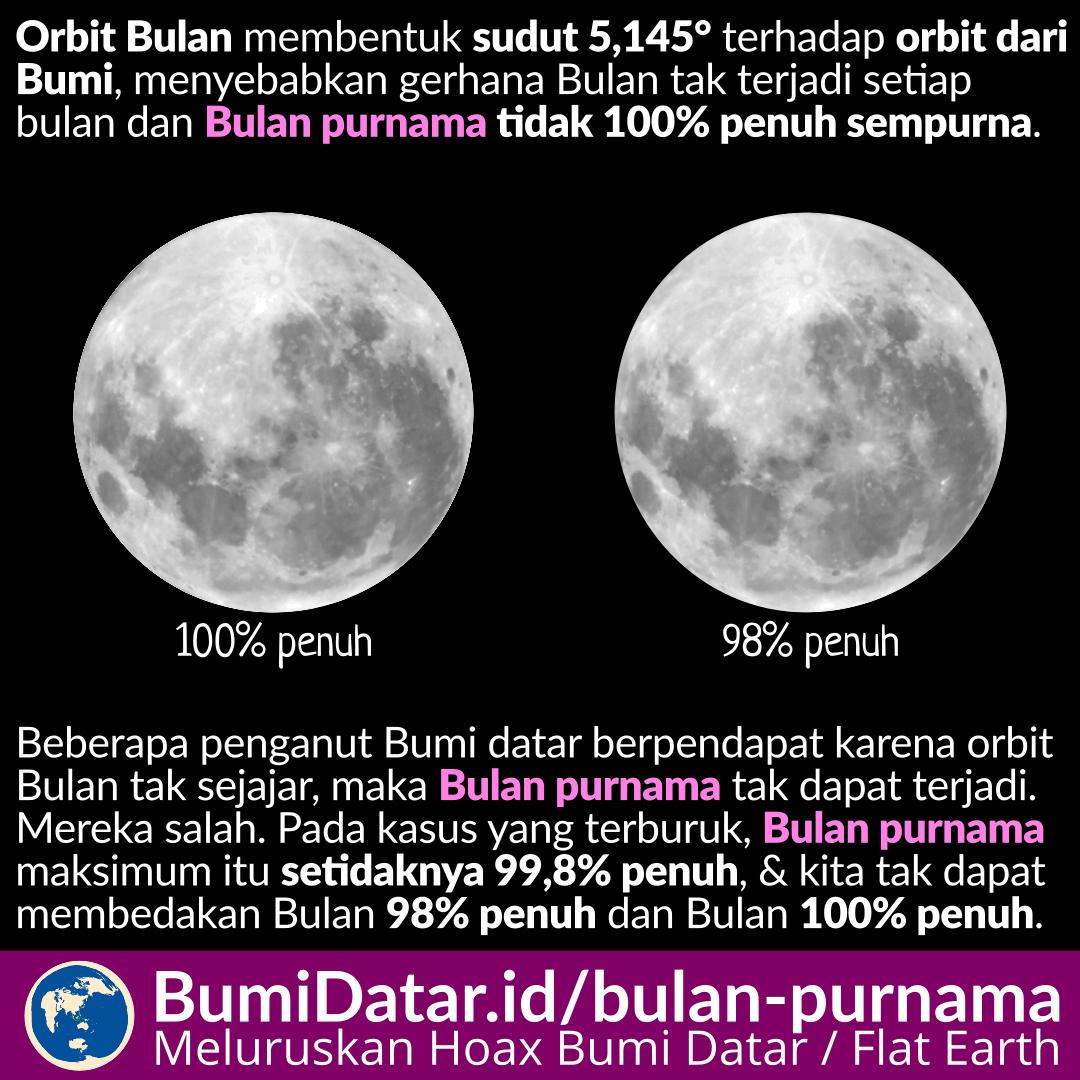 Orbit Bulan membentuk sudut 5,145° terhadap orbit dari
Bumi, menyebabkan gerhana Bulan tak terjadi setiap
bulan dan Bulan purnama tidak 100% penuh sempurna.
100% penuh
98% penuh
Beberapa penganut Bumi datar berpendapat karena orbit
Bulan tak sejajar, maka Bulan purnama tak dapat terjadi.
Mereka salah. Pada kasus yang terburuk, Bulan purnama
maksimum itu setidaknya 99,8% penuh, & kita tak dapat
membedakan Bulan 98% penuh dan Bulan 100% penuh.
BumiDatar.id/bulan-purnama
Meluruskan Hoax Bumi Datar / Flat Earth